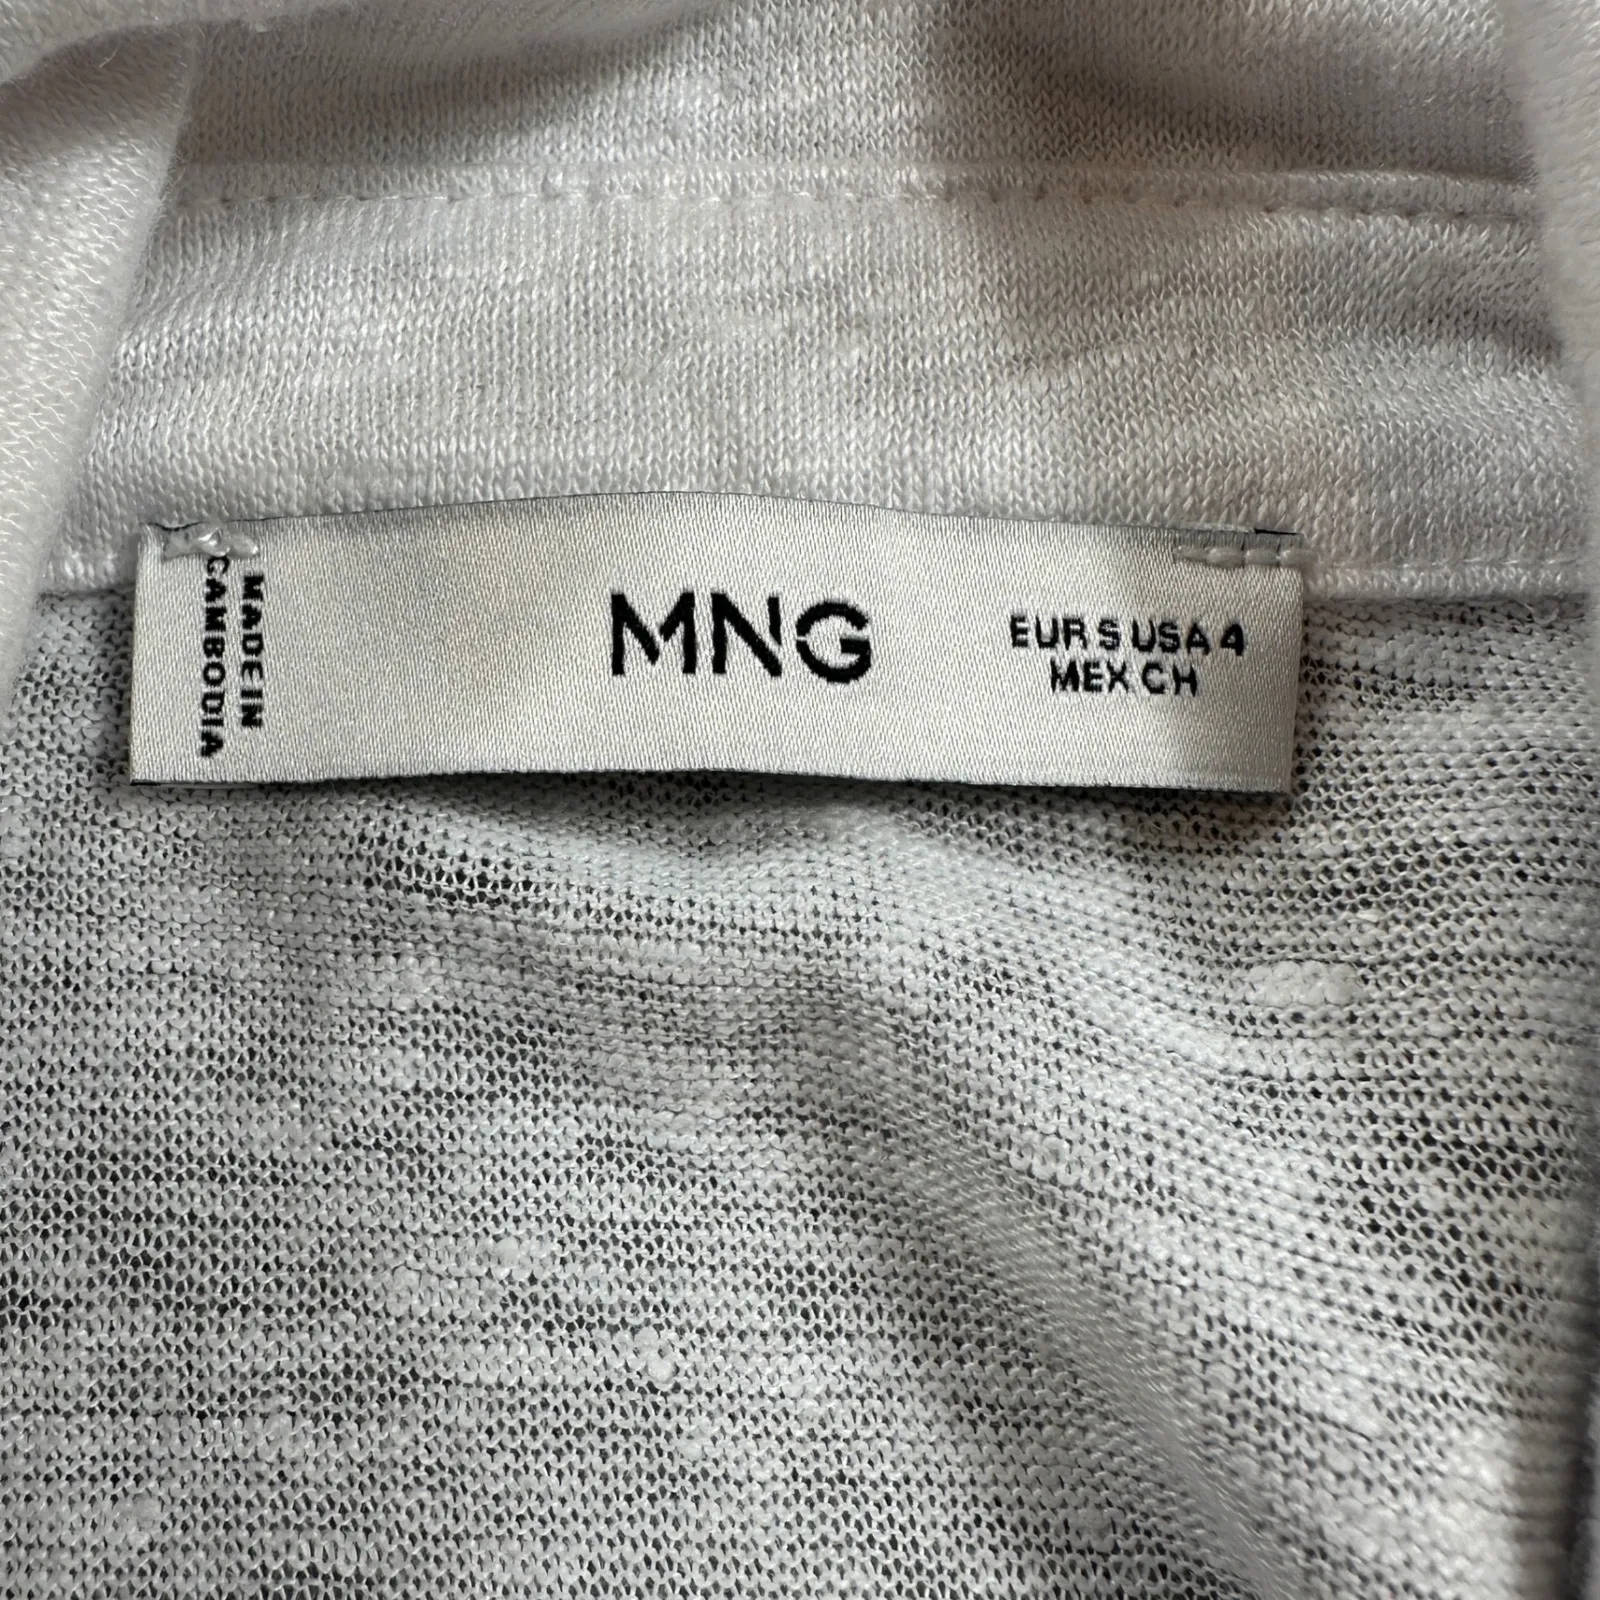 MADE IN
CAMBODIA
MNG
EUR S USA 4
MEX CH